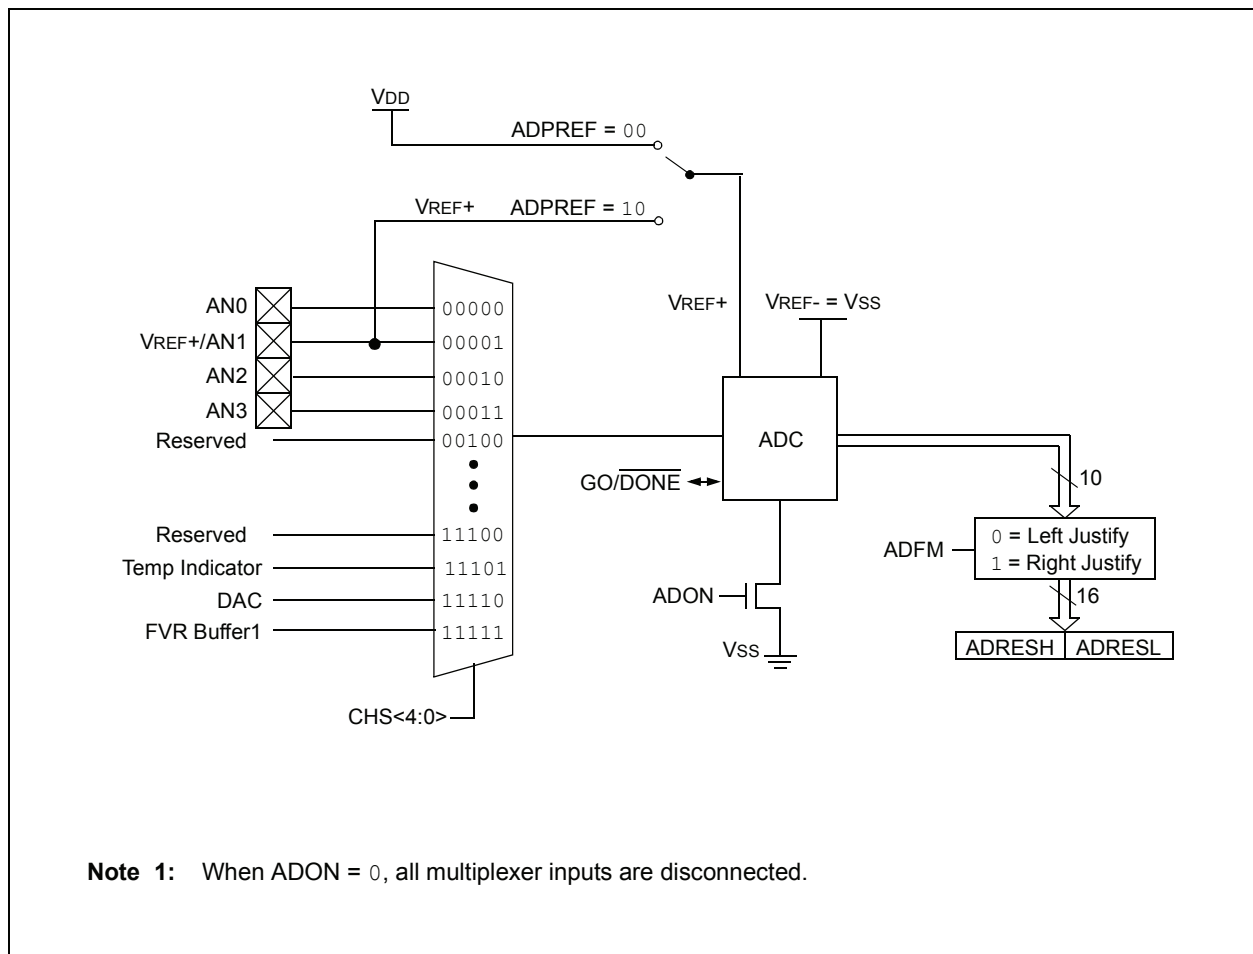 VDD
ADPREF = 00
VREF+ ADPREF = 10
AN0
VREF+/AN1
AN2
AN3
Reserved
00000
00001
00010
00011
00100
VREF+
VREF- = VSS
ADC
GO/DONE
10
Reserved
Temp Indicator
DAC
FVR Buffer1
11100
11101
11110
11111
ADFM
0 = Left Justify
1 = Right Justify
16
ADON
VSS
ADRESH ADRESL
CHS<4:0>
Note 1: When ADON = 0, all multiplexer inputs are disconnected.